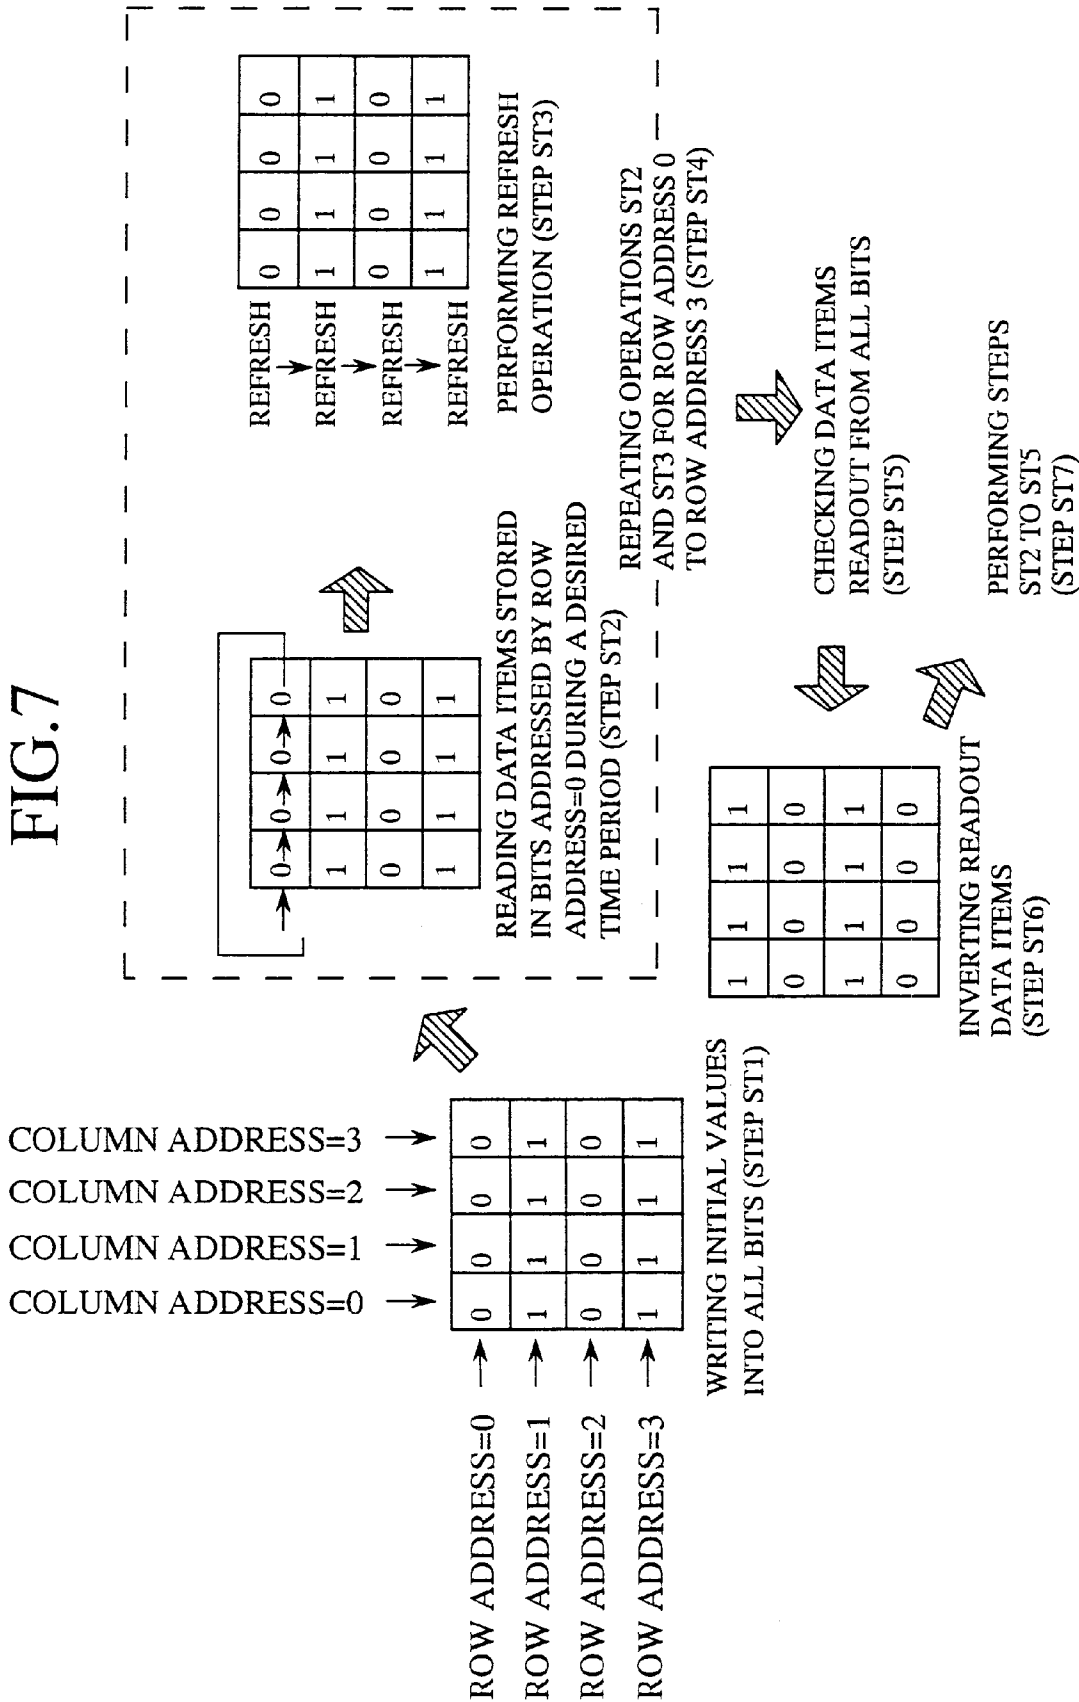 FIG.7
COLUMN ADDRESS=3
COLUMN ADDRESS=2
COLUMN ADDRESS=1
COLUMN ADDRESS=0
ROW ADDRESS=0
ROW ADDRESS=1
ROW ADDRESS=2
ROW ADDRESS=3
0 0 0 0
1 1 1 1
0 0 0 0
1 1 1 1
WRITING INITIAL VALUES
INTO ALL BITS (STEP ST1)
0 0 0 0
1 1 1 1
0 0 0 0
1 1 1 1
READING DATA ITEMS STORED
IN BITS ADDRESSED BY ROW
ADDRESS=0 DURING A DESIRED
TIME PERIOD (STEP ST2)
REFRESH
REFRESH
REFRESH
REFRESH
0 0 0 0
1 1 1 1
0 0 0 0
1 1 1 1
PERFORMING REFRESH
OPERATION (STEP ST3)
REPEATING OPERATIONS ST2
AND ST3 FOR ROW ADDRESS 0
TO ROW ADDRESS 3 (STEP ST4)
CHECKING DATA ITEMS
READOUT FROM ALL BITS
(STEP ST5)
1 1 1 1
0 0 0 0
1 1 1 1
0 0 0 0
INVERTING READOUT
DATA ITEMS
(STEP ST6)
PERFORMING STEPS
ST2 TO ST5
(STEP ST7)